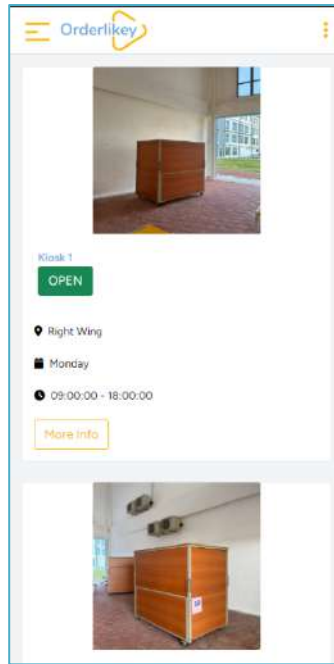 Orderlikey
Kiosk 1
OPEN
Right Wing
Monday
09:00:00 - 18:00:00
More Info